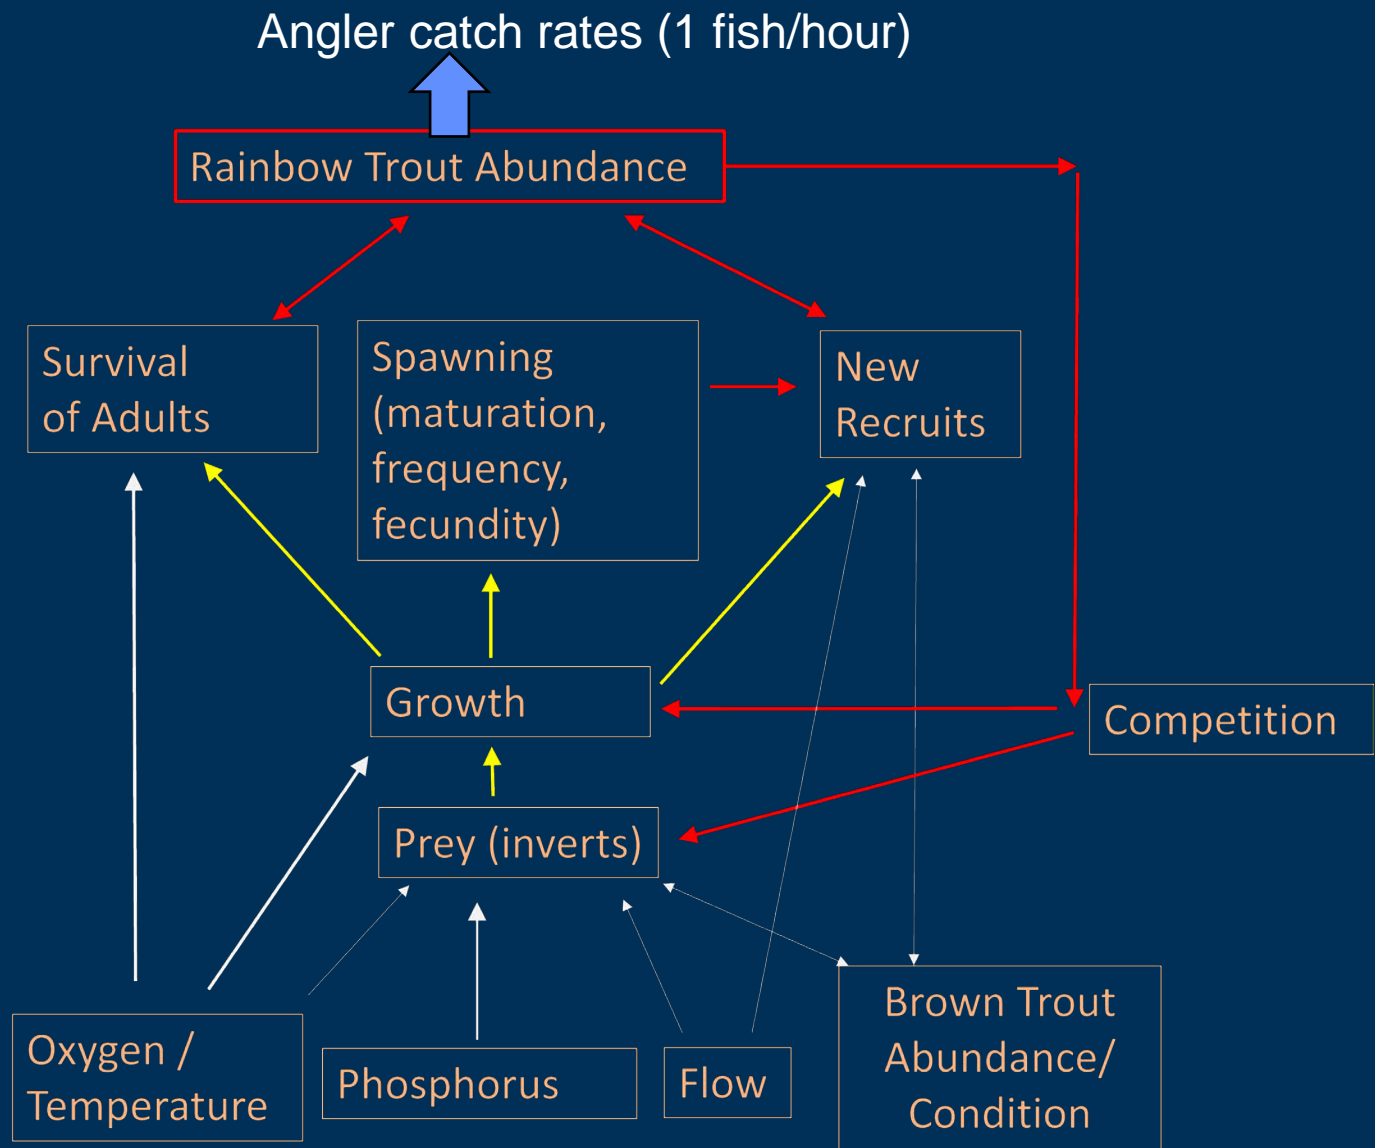 Angler catch rates (1 fish/hour)
Rainbow Trout Abundance
Survival
of Adults
Spawning
(maturation,
frequency,
fecundity)
New
Recruits
Growth
Competition
Prey (inverts)
Oxygen /
Temperature
Phosphorus
Flow
Brown Trout
Abundance/
Condition